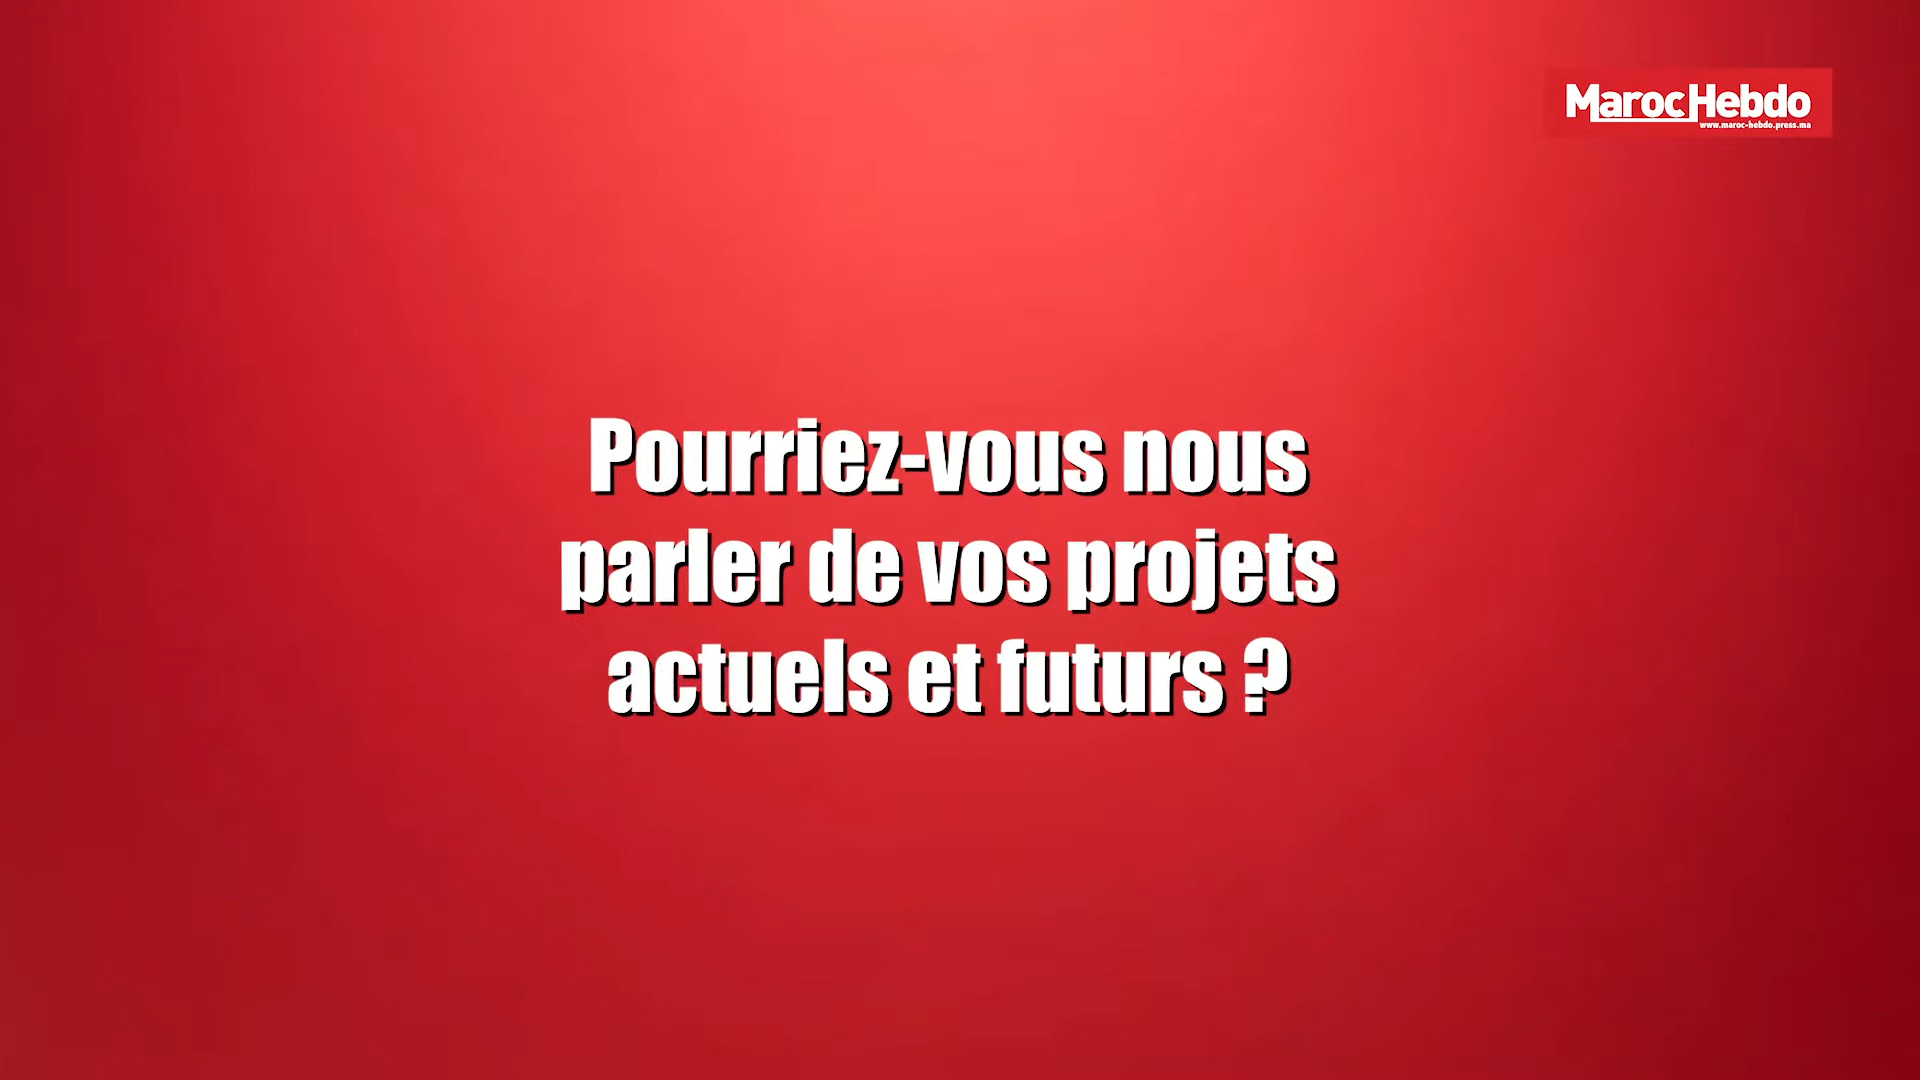 MarocHebdo
www.maroc-hebdo.press.ma
Pourriez-vous nous
parler de vos projets
actuels et futurs ?